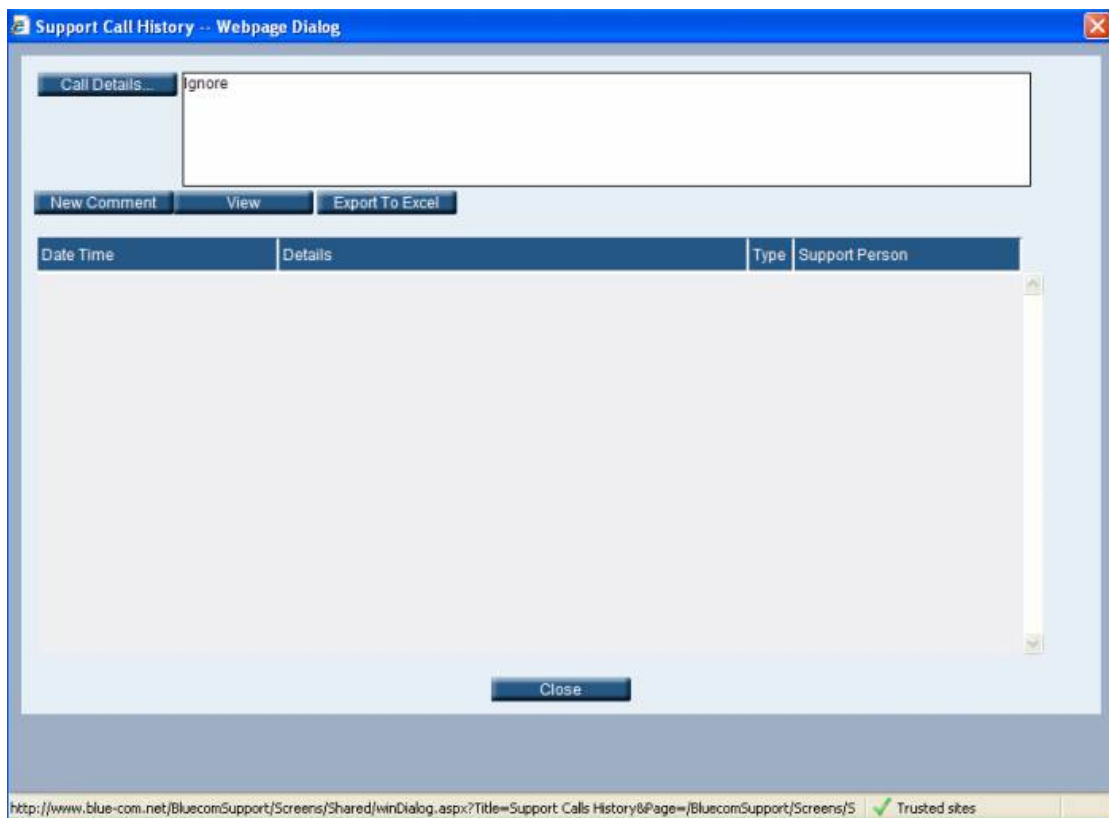 Support Call History -- Webpage Dialog
Call Details... Ignore
New Comment View Export To Excel
Date Time Details Type Support Person
Close
http://www.blue-com.net/BluecomSupport/Screens/Shared/winDialog.aspx?Title=Support Calls History&Page=/BluecomSupport/Screens/S Trusted sites